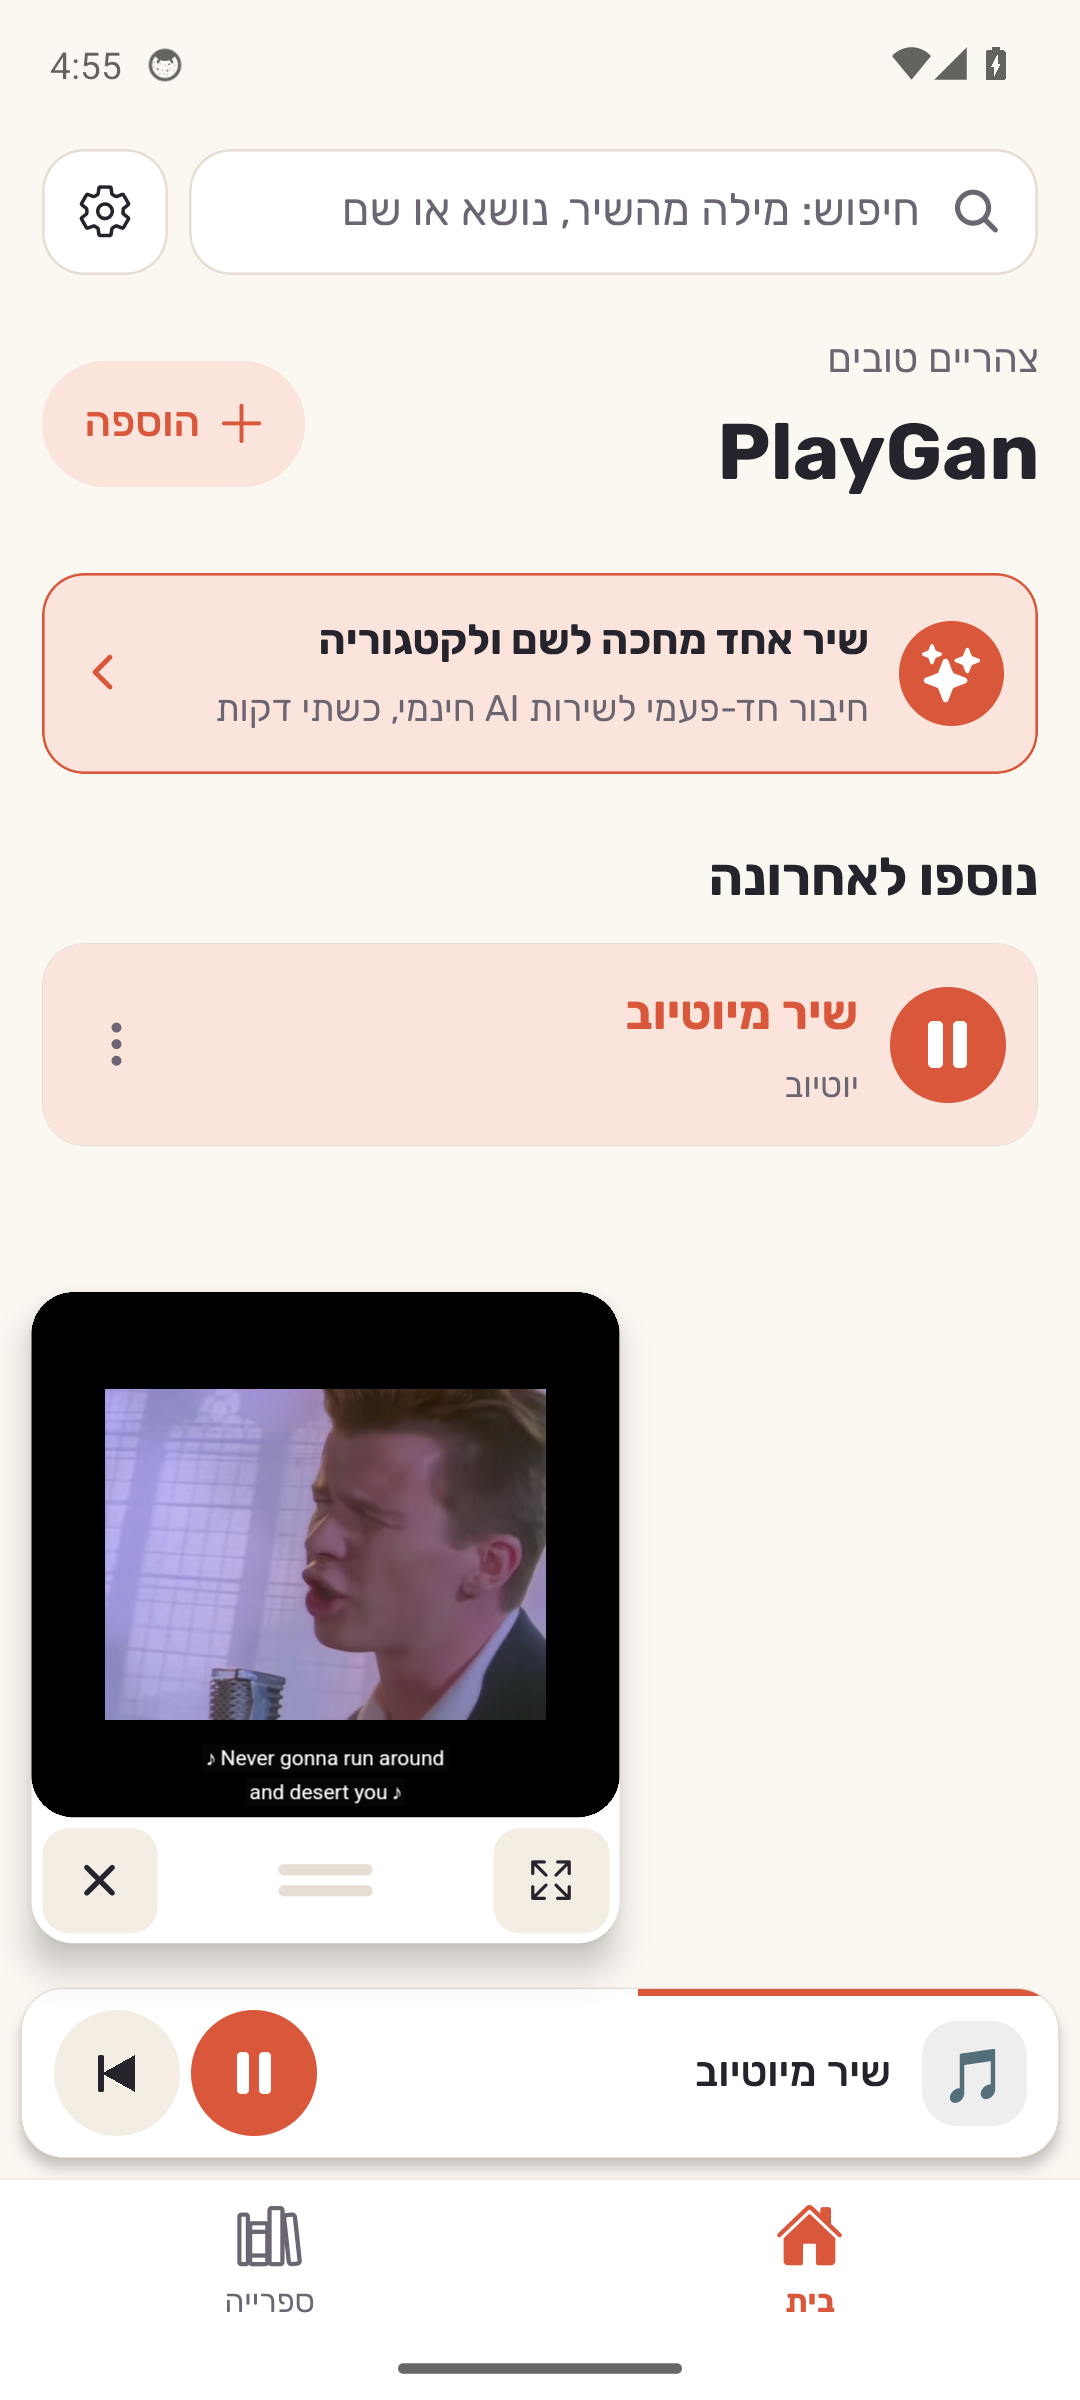 4:55
חיפוש: מילה מהשיר, נושא או שם
צהריים טובים
PlayGan
הוספה
שיר אחד מחכה לשם ולקטגוריה
חיבור חד-פעמי לשירות AI חינמי, כשתי דקות
נוספו לאחרונה
שיר מיוטיוב
יוטיוב
♪ Never gonna run around
and desert you ♪
שיר מיוטיוב
בית
ספרייה